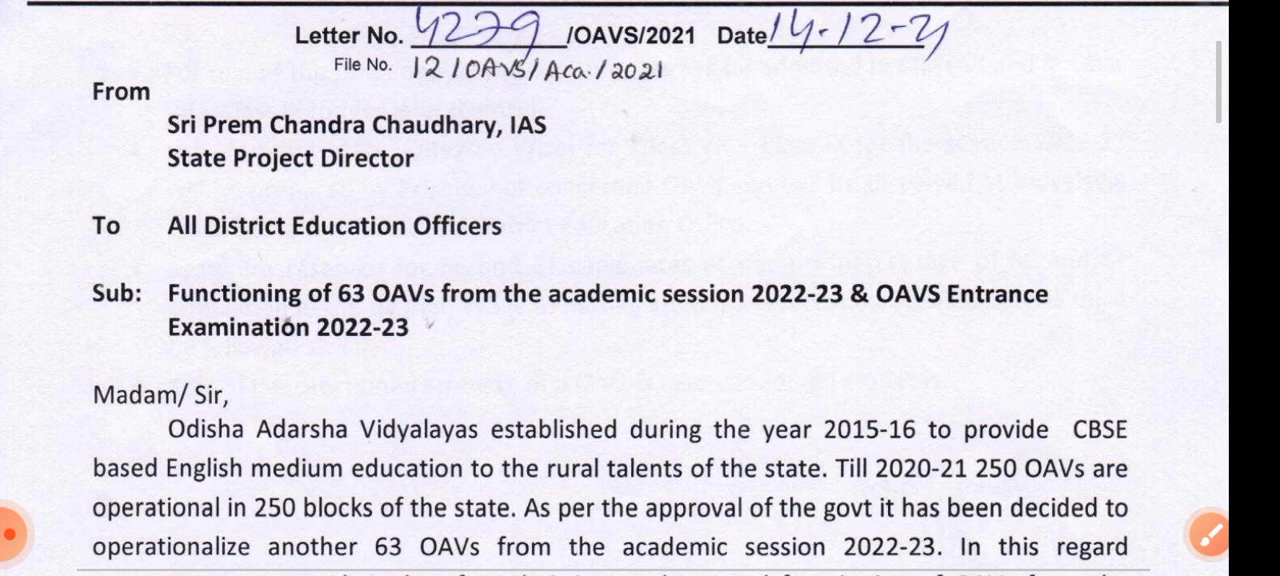 Letter No. 4279 /OAVS/2021 Date 14-12-21
File No. 12/OAVS/Aca./2021
From
Sri Prem Chandra Chaudhary, IAS
State Project Director
To All District Education Officers
Sub: Functioning of 63 OAVs from the academic session 2022-23 & OAVS Entrance
Examination 2022-23
Madam/ Sir,
Odisha Adarsha Vidyalayas established during the year 2015-16 to provide CBSE
based English medium education to the rural talents of the state. Till 2020-21 250 OAVs are
operational in 250 blocks of the state. As per the approval of the govt it has been decided to
operationalize another 63 OAVs from the academic session 2022-23. In this regard